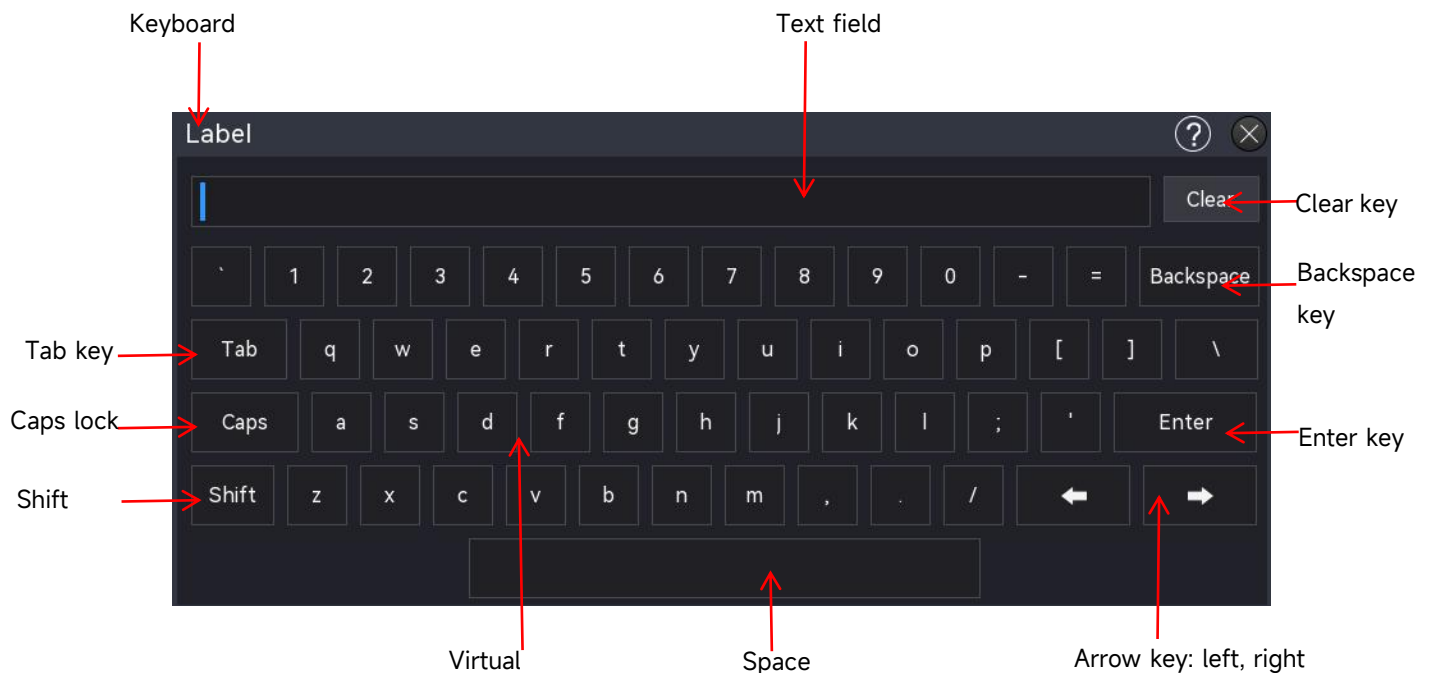 Keyboard Text field
Label ?
Clear Clear key
` 1 2 3 4 5 6 7 8 9 0 - = Backspace Backspace
key
Tab key Tab q w e r t y u i o p [ ] \
Caps lock Caps a s d f g h j k l ; ' Enter Enter key
Shift Shift z x c v b n m , . /
Virtual Space Arrow key: left, right